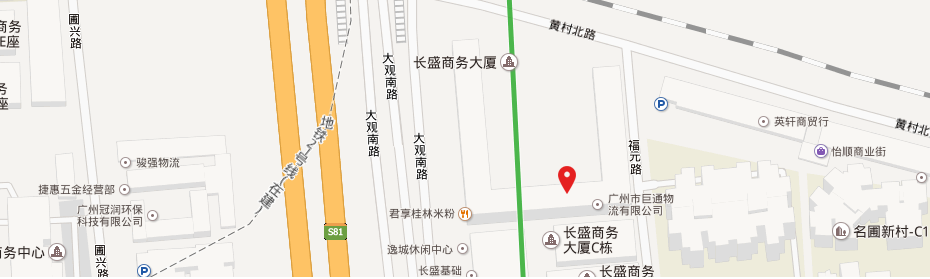 商务
E座
圃兴路
务
座
骏强物流
捷惠五金经营部
广州冠润环保
科技有限公司
商务中心
圃兴路
P
地铁21号线(在建)
S81
大观南路
大观南路
大观南路
长盛商务大厦
君享桂林米粉
逸城休闲中心
长盛基础
黄村北路
P
英轩商贸行
黄村北
福元路
怡顺商业街
广州市巨通物
流有限公司
长盛商务
大厦C栋
长盛商务
名圃新村-C1